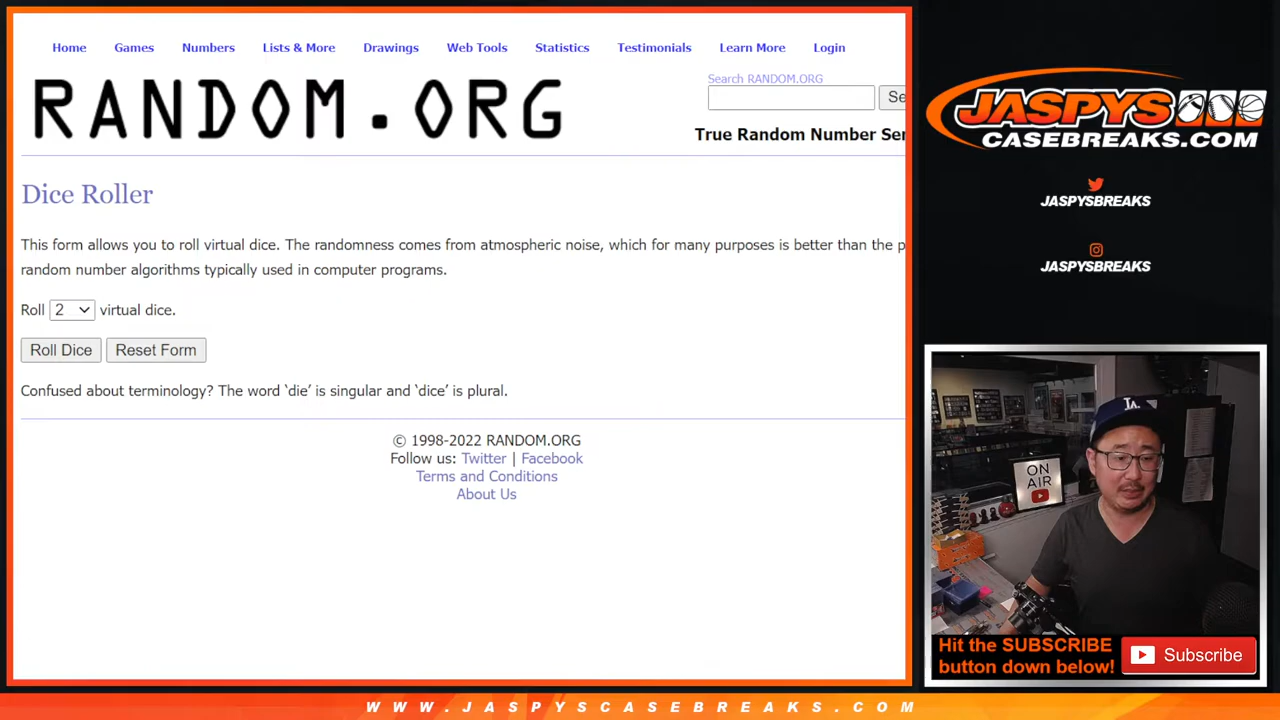 Home Games Numbers Lists & More Drawings Web Tools Statistics Testimonials Learn More Login
RANDOM.ORG
Search RANDOM.ORG
Se
True Random Number Ser
Dice Roller
This form allows you to roll virtual dice. The randomness comes from atmospheric noise, which for many purposes is better than the p
random number algorithms typically used in computer programs.
Roll 2 virtual dice.
Roll Dice Reset Form
Confused about terminology? The word ‘die’ is singular and ‘dice’ is plural.
© 1998-2022 RANDOM.ORG
Follow us: Twitter | Facebook
Terms and Conditions
About Us
JASPYS
CASEBREAKS.COM
JASPYSBREAKS
JASPYSBREAKS
ON
AIR
LA
Hit the SUBSCRIBE
button down below!
Subscribe
WWW.JASPYSCASEBREAKS.COM